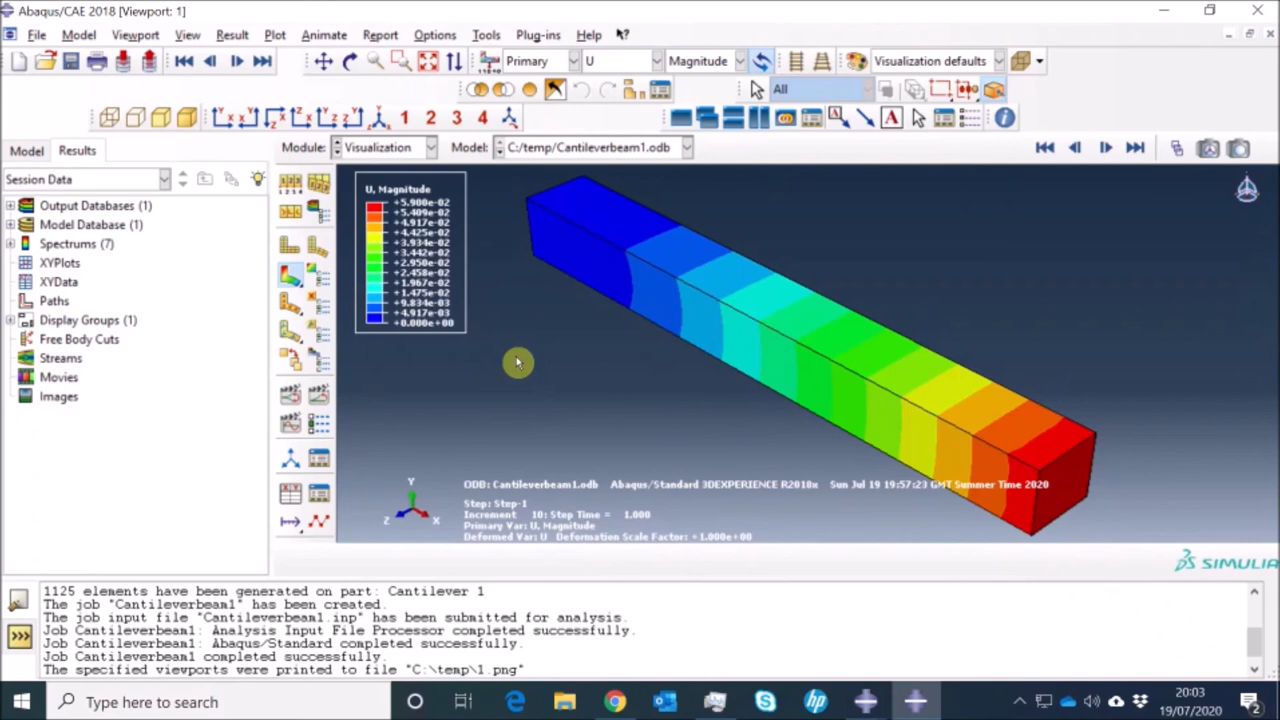 Abaqus/CAE 2018 [Viewport: 1]
File Model Viewport View Result Plot Animate Report Options Tools Plug-ins Help
Primary U Magnitude Visualization defaults
All
1 2 3 4 A i
Model Results Module: Visualization Model: C:/temp/Cantileverbeam1.odb
Session Data
Output Databases (1)
Model Database (1)
Spectrums (7)
XYPlots
XYData
Paths
Display Groups (1)
Free Body Cuts
Streams
Movies
Images
U, Magnitude
+5.900e-02
+5.409e-02
+4.917e-02
+4.425e-02
+3.934e-02
+3.442e-02
+2.950e-02
+2.458e-02
+1.967e-02
+1.475e-02
+9.834e-03
+4.917e-03
+0.000e+00
Y
Z X
ODB: Cantileverbeam1.odb Abaqus/Standard 3DEXPERIENCE R2018x Sun Jul 19 19:57:23 GMT Summer Time 2020
Step: Step-1
Increment 10: Step Time = 1.000
Primary Var: U, Magnitude
Deformed Var: U Deformation Scale Factor: +1.000e+00
SIMULIA
1125 elements have been generated on part: Cantilever 1
The job "Cantileverbeam1" has been created.
The job input file "Cantileverbeam1.inp" has been submitted for analysis.
Job Cantileverbeam1: Analysis Input File Processor completed successfully.
Job Cantileverbeam1: Abaqus/Standard completed successfully.
Job Cantileverbeam1 completed successfully.
The specified viewports were printed to file "C:\temp\1.png"
>>>
Type here to search
hp
20:03
19/07/2020
2